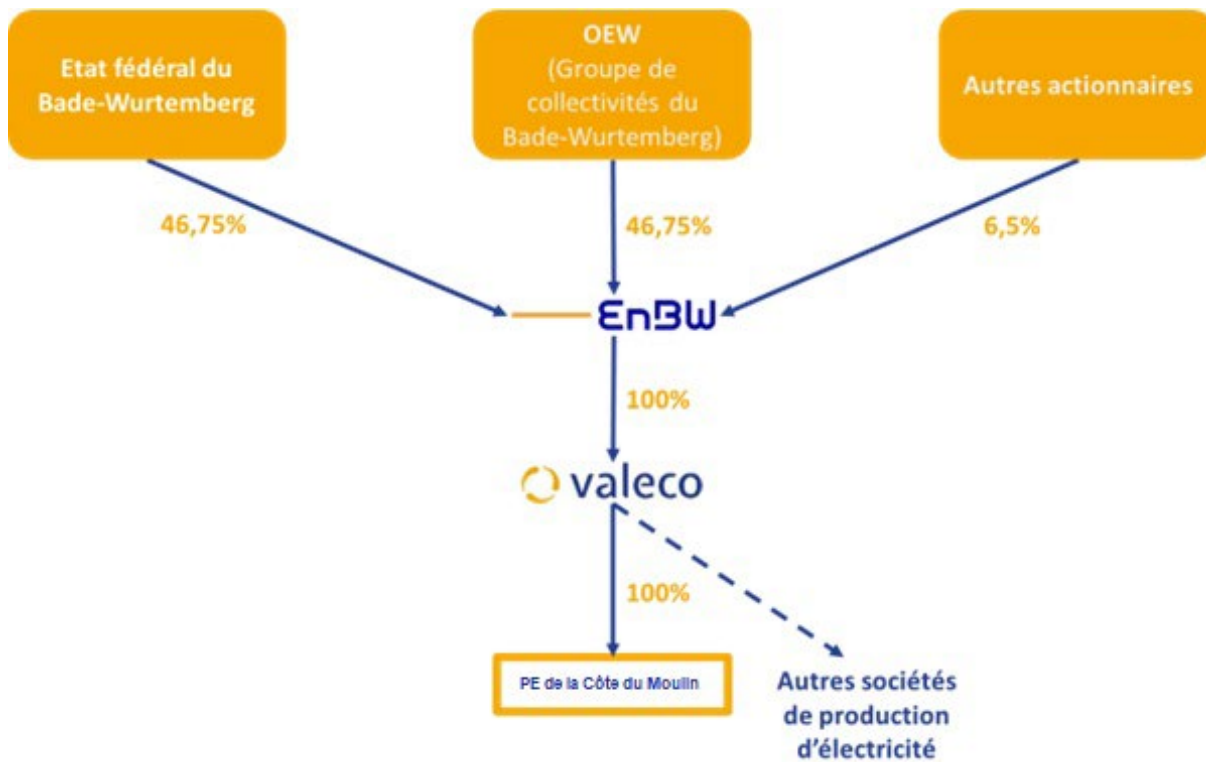 Etat fédéral du
Bade-Wurtemberg
OEW
(Groupe de
collectivités du
Bade-Wurtemberg)
Autres actionnaires
46,75%
46,75%
6,5%
EnBW
100%
valeco
100%
PE de la Côte du Moulin
Autres sociétés
de production
d'électricité